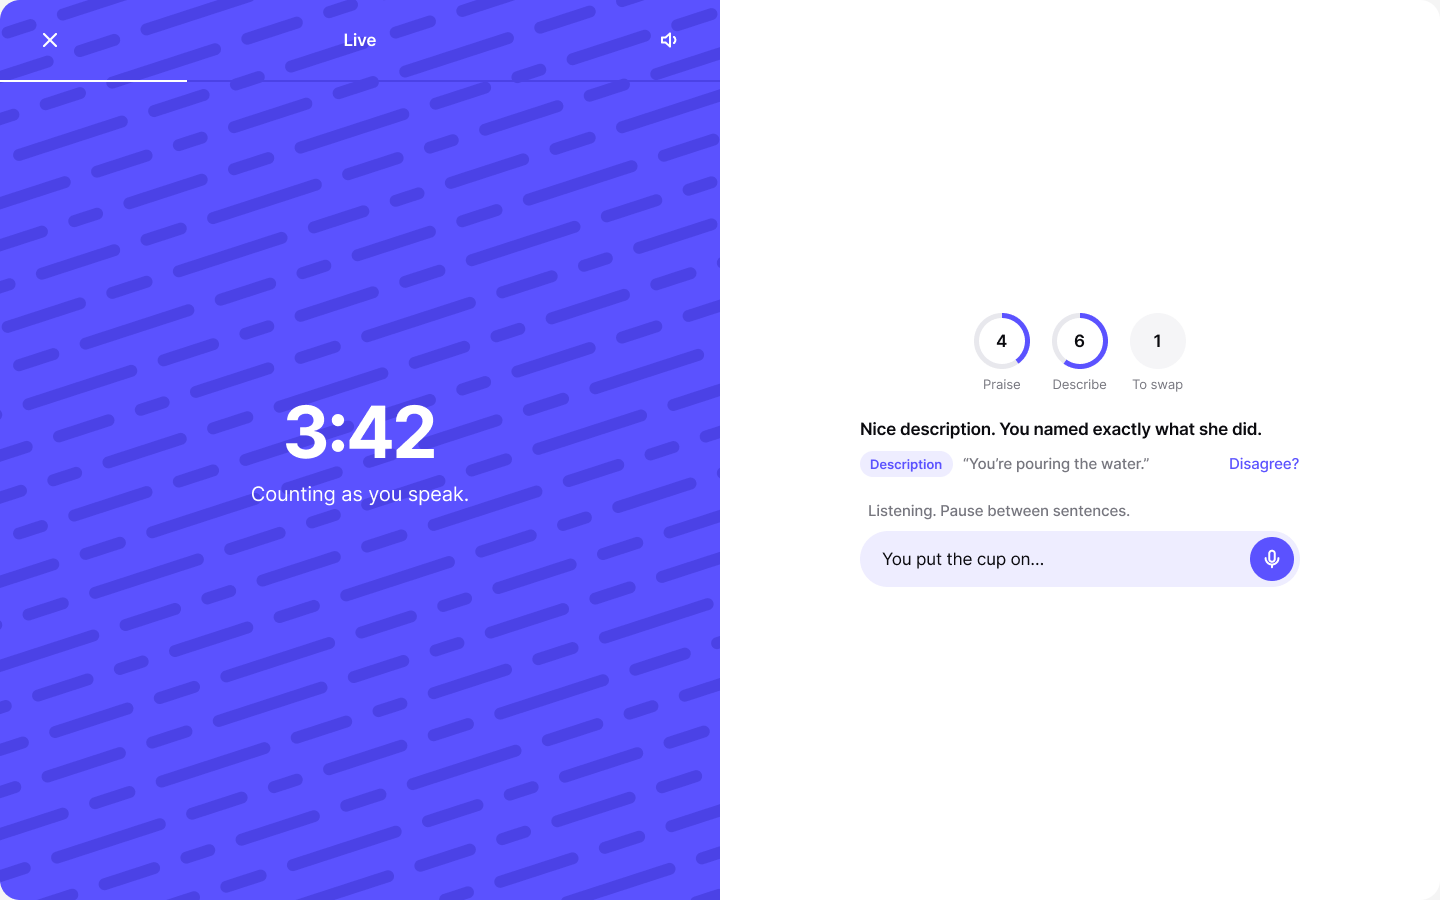 Live
3:42
Counting as you speak.
4
6
1
Praise
Describe
To swap
Nice description. You named exactly what she did.
Description
“You’re pouring the water.”
Disagree?
Listening. Pause between sentences.
You put the cup on…